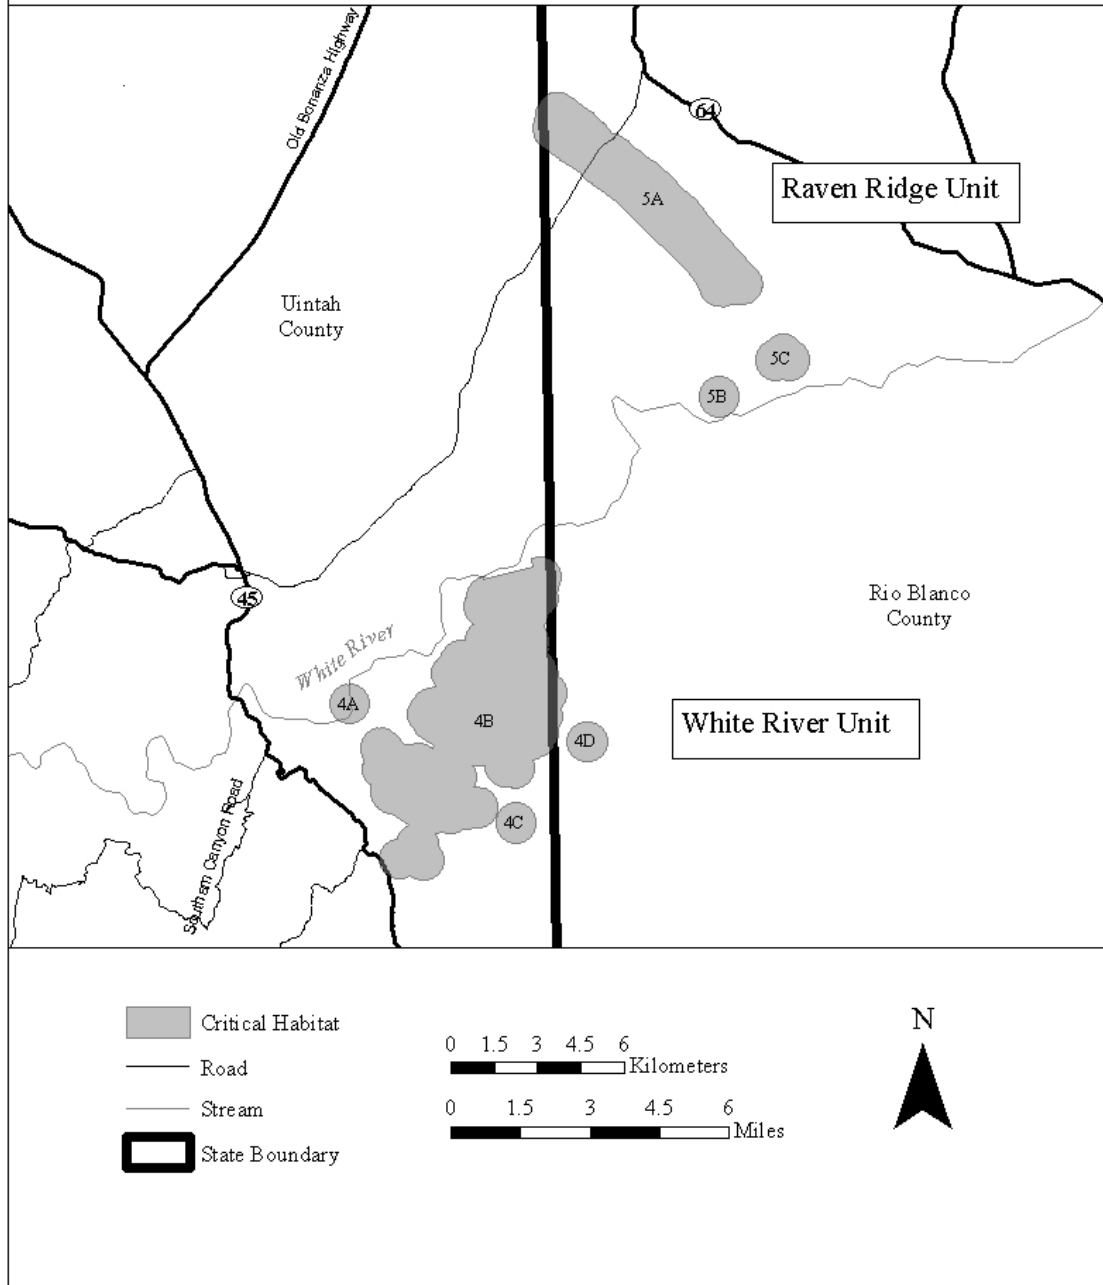 Old Bonanza Highway
64
Raven Ridge Unit
5A
Uintah
County
5C
5B
45
Rio Blanco
County
White River
4A
4B
White River Unit
4D
4C
Southam Canyon Road
Critical Habitat
Road
Stream
State Boundary
0 1.5 3 4.5 6
Kilometers
0 1.5 3 4.5 6
Miles
N